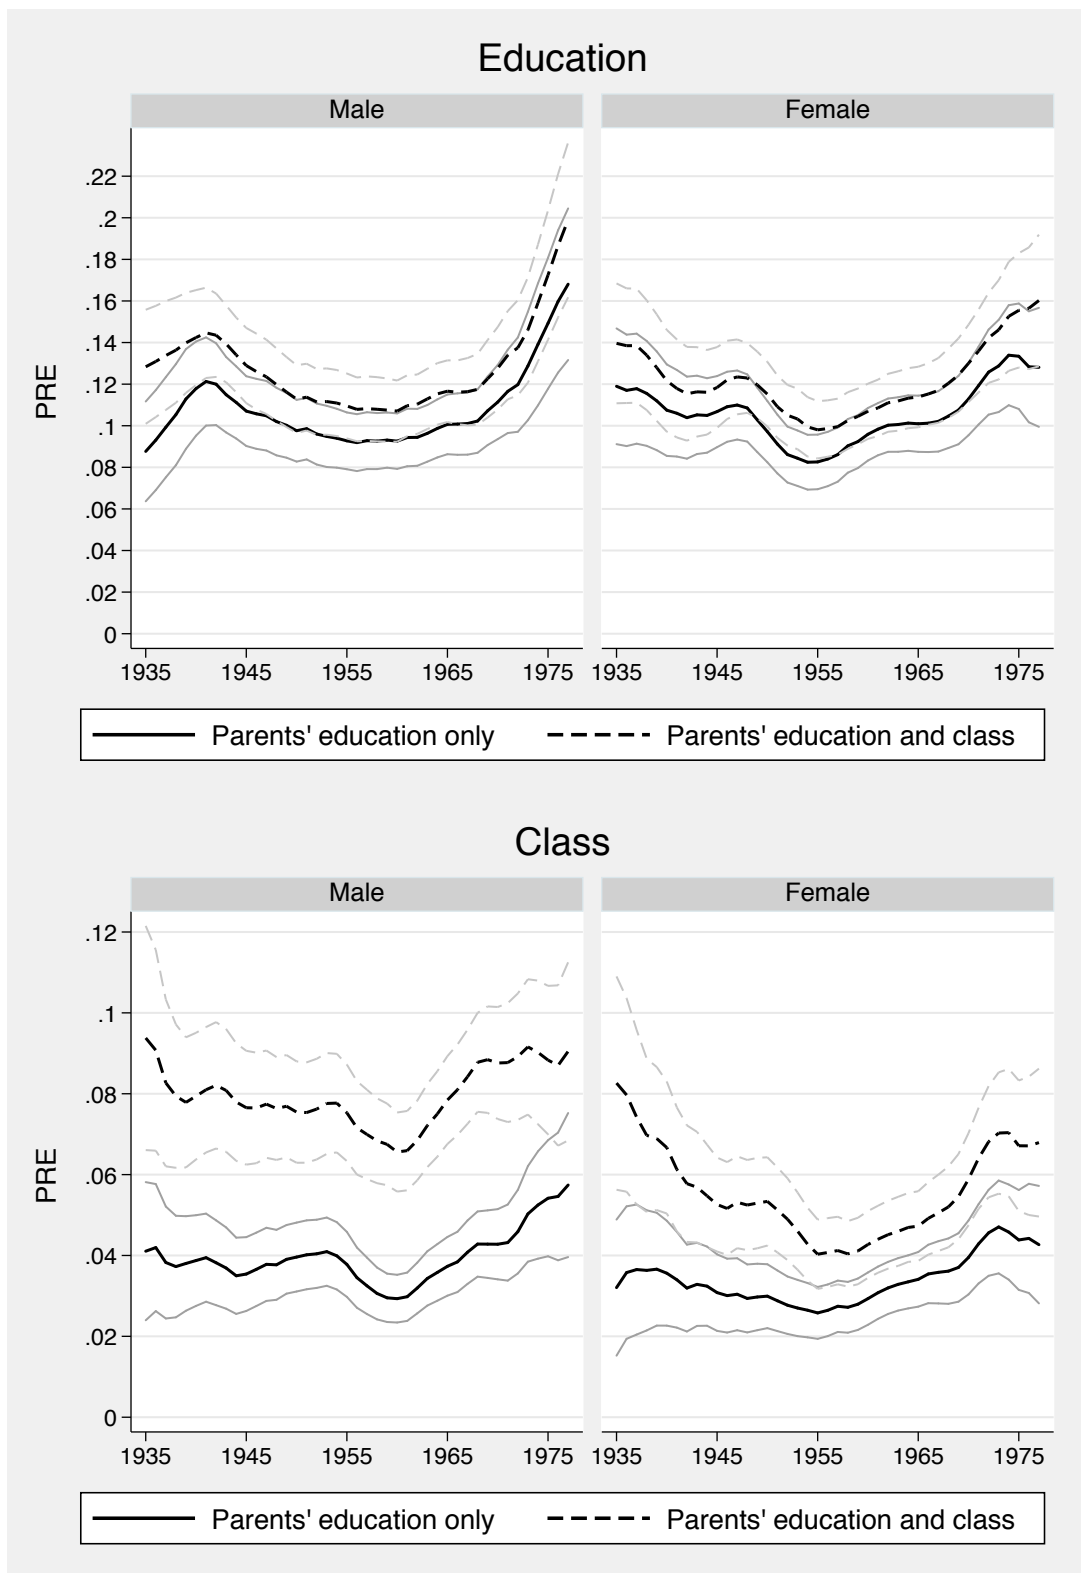 Education
Male Female
PRE
.22
.2
.18
.16
.14
.12
.1
.08
.06
.04
.02
0
1935 1945 1955 1965 1975 1935 1945 1955 1965 1975
Parents' education only Parents' education and class
Class
Male Female
PRE
.12
.1
.08
.06
.04
.02
0
1935 1945 1955 1965 1975 1935 1945 1955 1965 1975
Parents' education only Parents' education and class